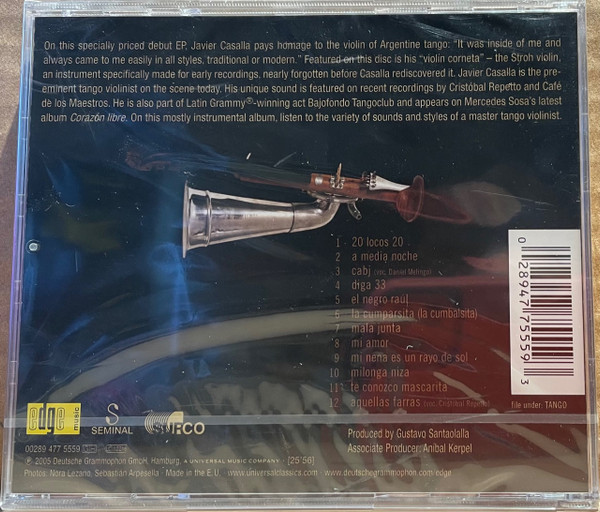 On this specially priced debut EP, Javier Casalla pays homage to the violin of Argentine tango: "It was inside of me and
always came to me easily in all styles, traditional or modern." Featured on this disc is his "violin corneta" – the Stroh violin,
an instrument specifically made for early recordings, nearly forgotten before Casalla rediscovered it. Javier Casalla is the pre-
eminent tango violinist on the scene today. His unique sound is featured on recent recordings by Cristóbal Repetto and Café
de los Maestros. He is also part of Latin Grammy®-winning act Bajofondo Tangoclub and appears on Mercedes Sosa's latest
album Corazón libre. On this mostly instrumental album, listen to the variety of sounds and styles of a master tango violinist.
1 20 locos 20
2 a media noche
3 cabj (voc. Daniel Melingo)
4 diga 33
5 el negro raúl
6 la cumparsita (la cumbalsita)
7 mala junta
8 mi amor
9 mi nena es un rayo de sol
10 milonga niza
11 te conozco mascarita
12 aquellas farras (voc. Cristóbal Repetto)
0 28947 75559 3
file under: TANGO
edge music
S SEMINAL
SURCO
Produced by Gustavo Santaolalla
Associate Producer: Aníbal Kerpel
00289 477 5559
℗ 2005 Deutsche Grammophon GmbH, Hamburg. A UNIVERSAL MUSIC COMPANY · [25'56]
Photos: Nora Lezano, Sebastián Arpesella · Made in the E.U. · www.universalclassics.com · www.deutschegrammophon.com/edge